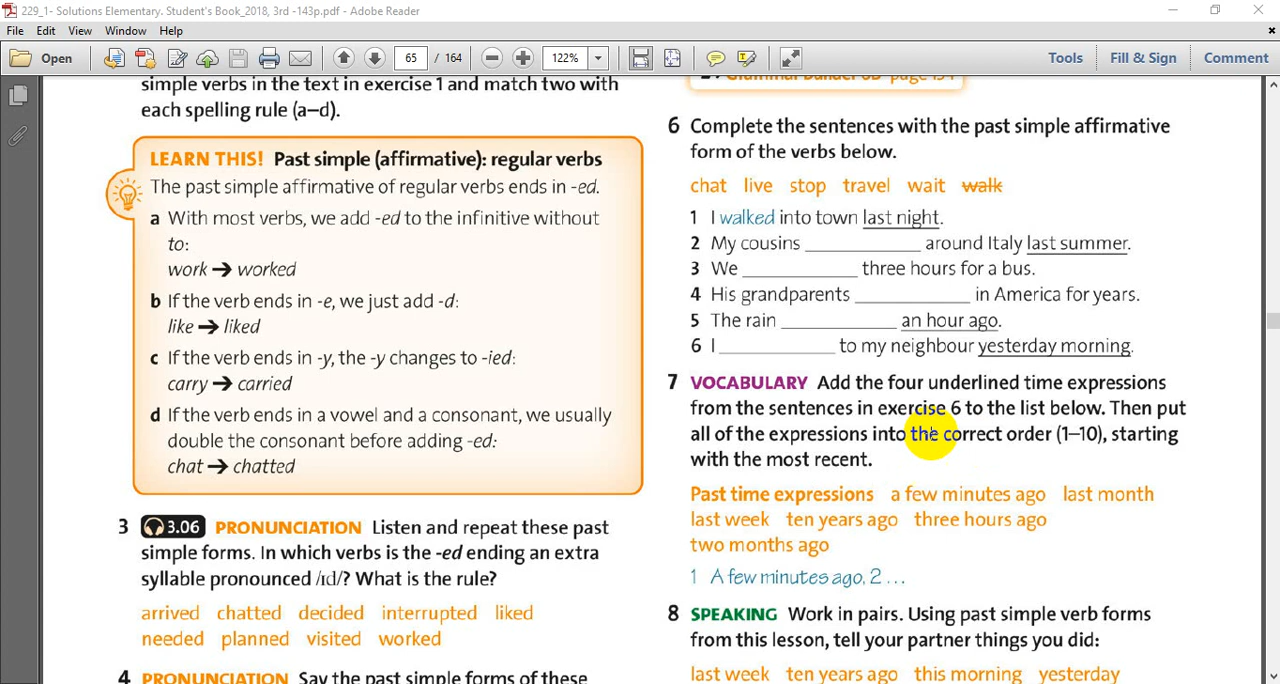 229_1- Solutions Elementary. Student's Book_2018, 3rd -143p.pdf - Adobe Reader
File Edit View Window Help
Open 65 / 164 122% Tools Fill & Sign Comment
simple verbs in the text in exercise 1 and match two with
each spelling rule (a–d).
LEARN THIS! Past simple (affirmative): regular verbs
The past simple affirmative of regular verbs ends in -ed.
a With most verbs, we add -ed to the infinitive without
to:
work ➔ worked
b If the verb ends in -e, we just add -d:
like ➔ liked
c If the verb ends in -y, the -y changes to -ied:
carry ➔ carried
d If the verb ends in a vowel and a consonant, we usually
double the consonant before adding -ed:
chat ➔ chatted
3 3.06 PRONUNCIATION Listen and repeat these past
simple forms. In which verbs is the -ed ending an extra
syllable pronounced /ɪd/? What is the rule?
arrived chatted decided interrupted liked
needed planned visited worked
4 PRONUNCIATION Say the past simple forms of these
6 Complete the sentences with the past simple affirmative
form of the verbs below.
chat live stop travel wait walk
1 I walked into town last night.
2 My cousins ____________ around Italy last summer.
3 We ____________ three hours for a bus.
4 His grandparents ____________ in America for years.
5 The rain ____________ an hour ago.
6 I ____________ to my neighbour yesterday morning.
7 VOCABULARY Add the four underlined time expressions
from the sentences in exercise 6 to the list below. Then put
all of the expressions into the correct order (1–10), starting
with the most recent.
Past time expressions a few minutes ago last month
last week ten years ago three hours ago
two months ago
1 A few minutes ago, 2 …
8 SPEAKING Work in pairs. Using past simple verb forms
from this lesson, tell your partner things you did:
last week ten years ago this morning yesterday